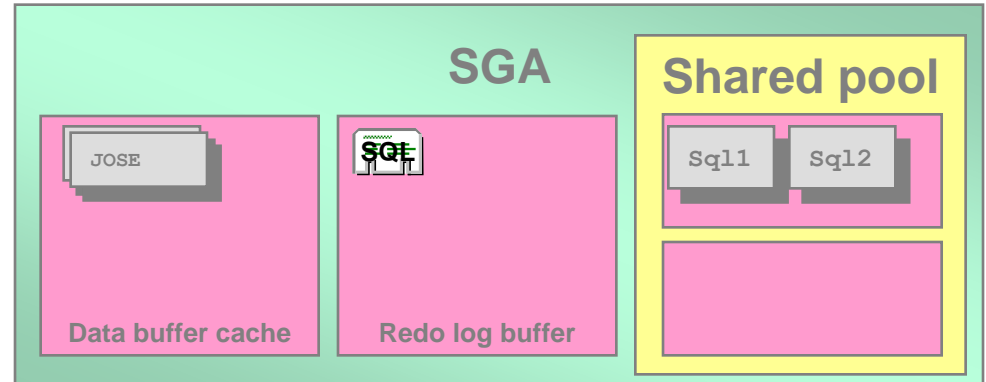 SGA
Shared pool
JOSE
SQL
Sql1
Sql2
Data buffer cache
Redo log buffer